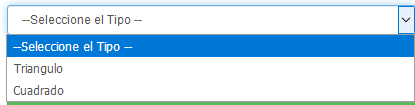 --Seleccione el Tipo --
--Seleccione el Tipo --
Triangulo
Cuadrado